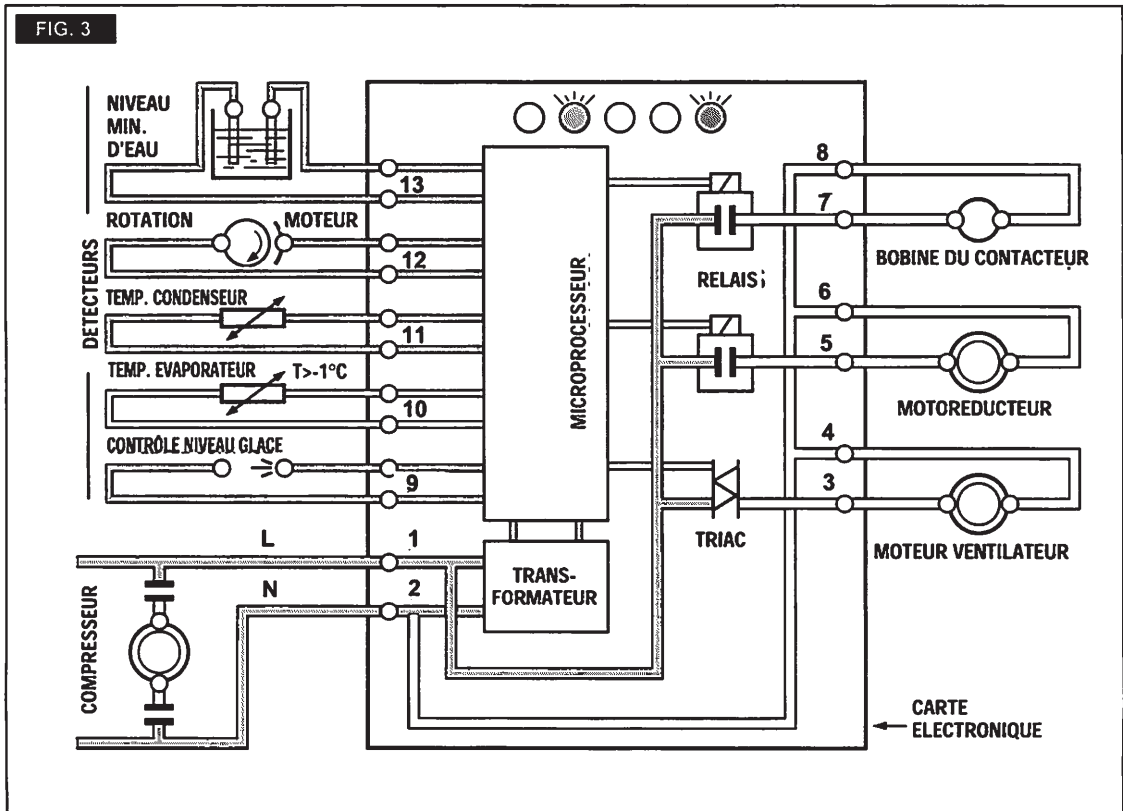 FIG. 3
NIVEAU
MIN.
D'EAU
13
ROTATION MOTEUR
12
TEMP. CONDENSEUR
11
TEMP. EVAPORATEUR T>-1°C
10
CONTRÔLE NIVEAU GLACE
9
DETECTEURS
L 1
N 2
COMPRESSEUR
MICROPROCESSEUR
TRANS-
FORMATEUR
RELAIS
TRIAC
8
7
BOBINE DU CONTACTEUR
6
5
MOTOREDUCTEUR
4
3
MOTEUR VENTILATEUR
CARTE
ELECTRONIQUE